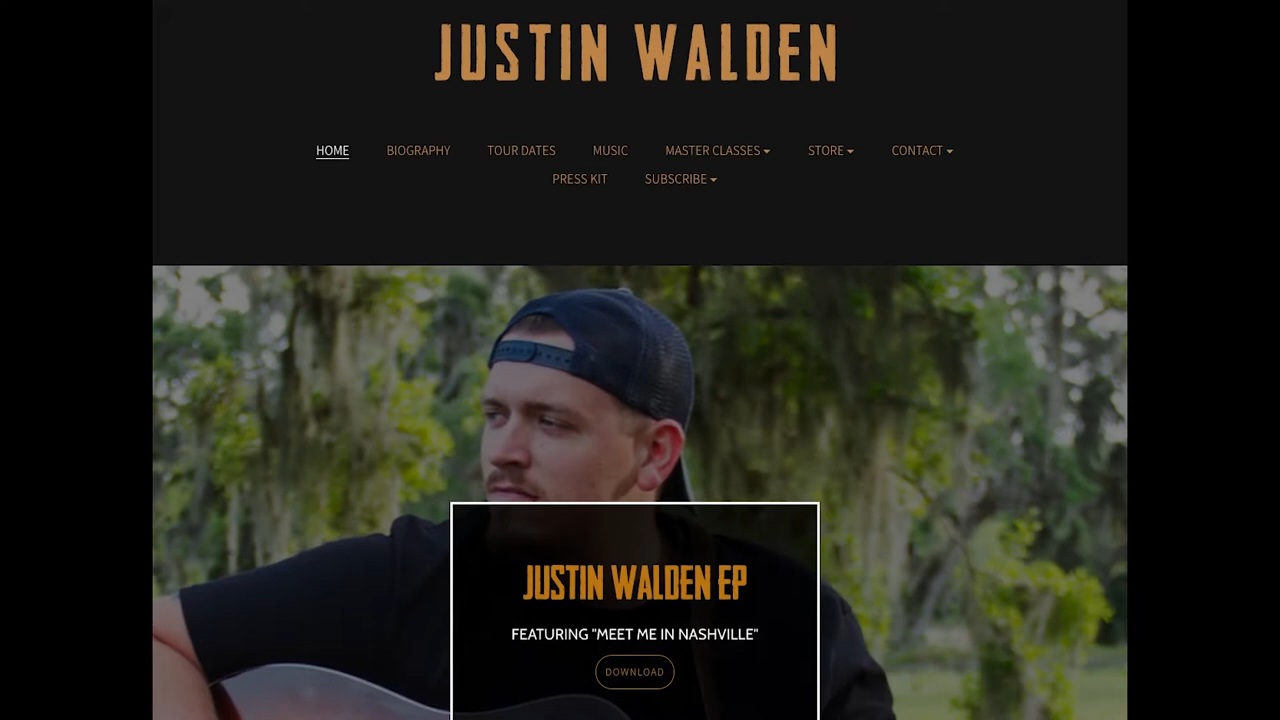 JUSTIN WALDEN
HOME BIOGRAPHY TOUR DATES MUSIC MASTER CLASSES STORE CONTACT
PRESS KIT SUBSCRIBE
JUSTIN WALDEN EP
FEATURING "MEET ME IN NASHVILLE"
DOWNLOAD